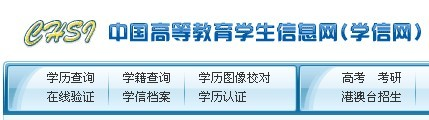 CHSI 中国高等教育学生信息网(学信网)
学历查询 学籍查询 学历图像校对 高考 考研
在线验证 学信档案 学历认证 港澳台招生